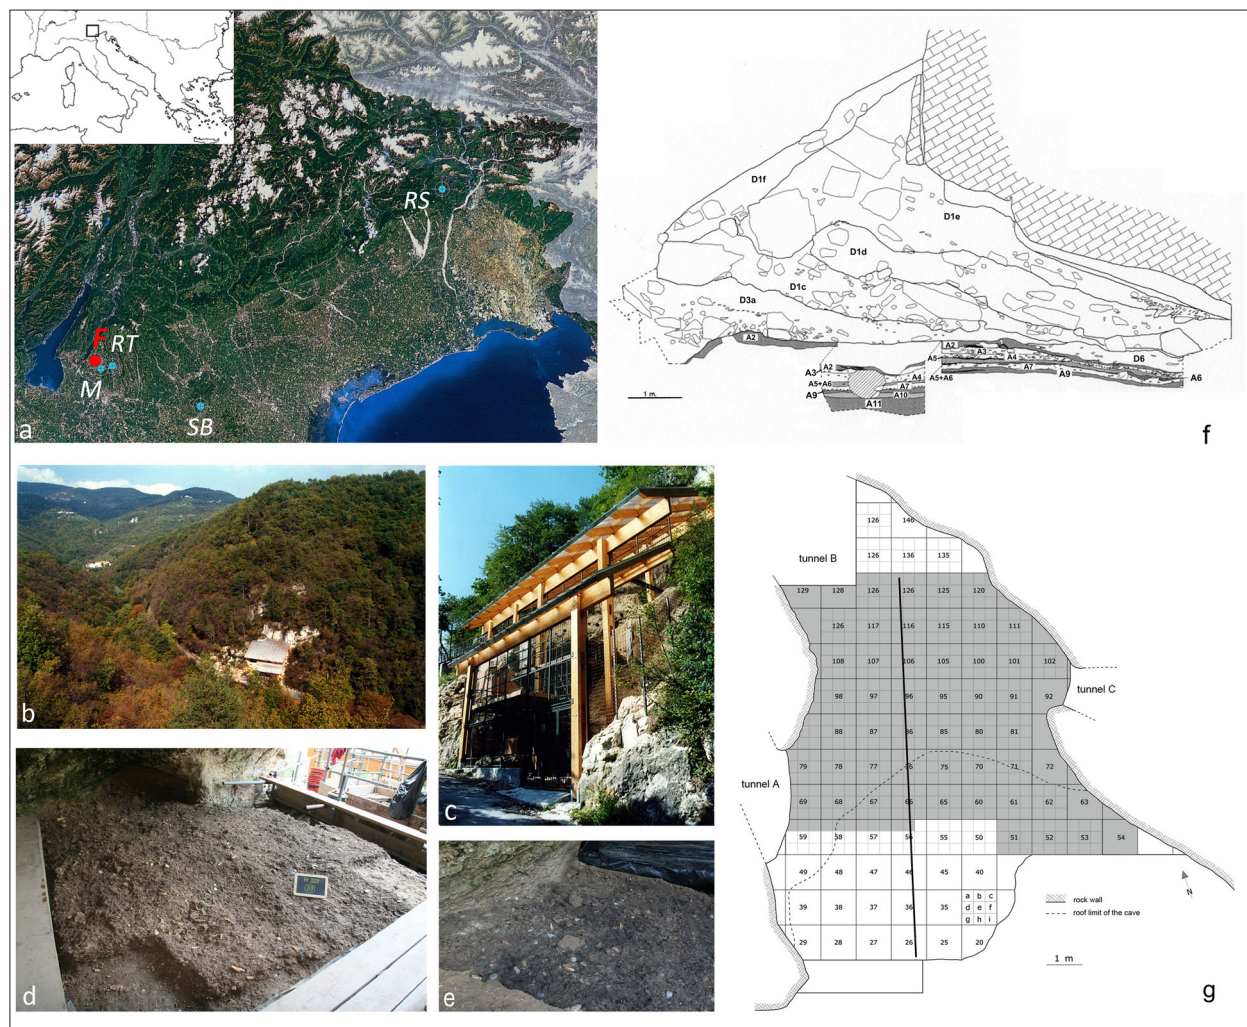 RS
F
RT
M
SB
a
D1f
D1e
D1d
D1c
D3a
A2
A2
A3
A5
A4
D6
A7
A9
A6
A2
A3
A4
A5+A6
A5+A6
A7
A9
A10
A11
1 m.
f
b
c
d
e
126 146
tunnel B
126 136 135
129 128 126 126 125 120
126 117 116 115 110 111
108 107 106 105 100 101 102
tunnel C
98 97 96 95 90 91 92
88 87 86 85 80 81
79 78 77 76 75 70 71 72
tunnel A
69 68 67 66 65 60 61 62 63
59 58 57 56 55 50 51 52 53 54
49 48 47 46 45 40
a b c
39 38 37 36 35 d e f
g h i
29 28 27 26 25 20
N
rock wall
roof limit of the cave
1 m
g